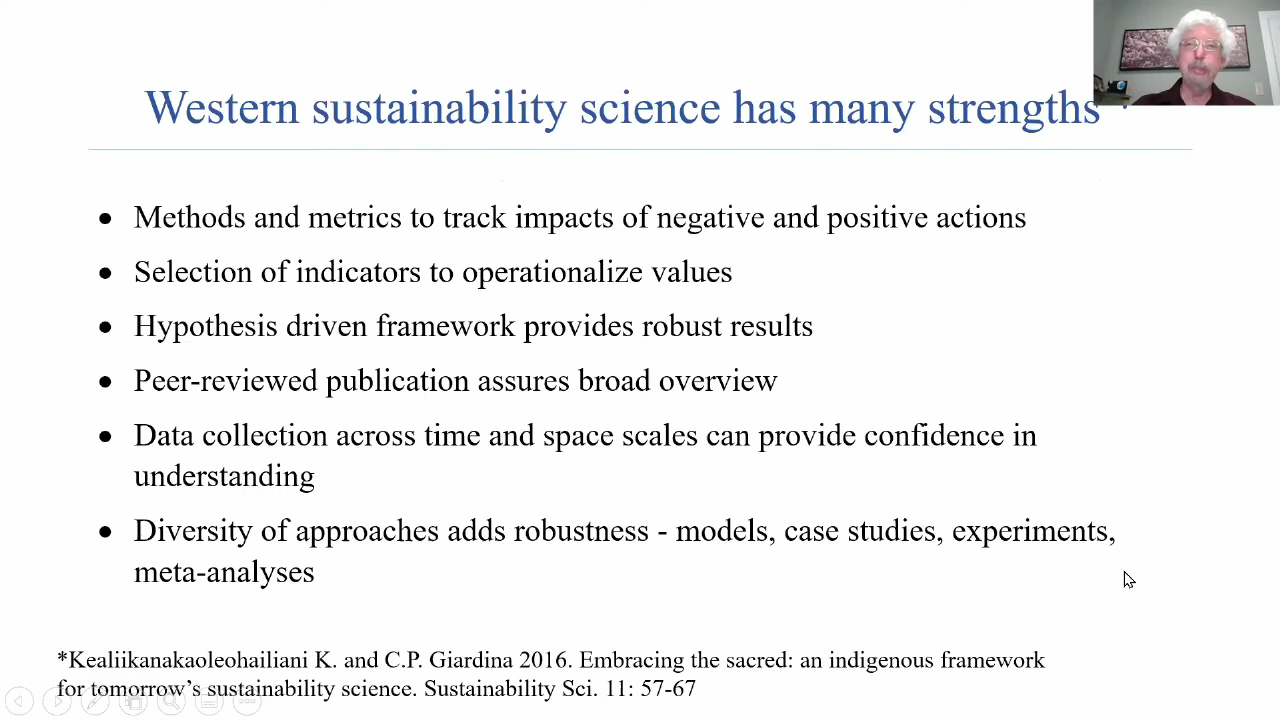 Western sustainability science has many strengths
• Methods and metrics to track impacts of negative and positive actions
• Selection of indicators to operationalize values
• Hypothesis driven framework provides robust results
• Peer-reviewed publication assures broad overview
• Data collection across time and space scales can provide confidence in
understanding
• Diversity of approaches adds robustness - models, case studies, experiments,
meta-analyses
*Kealiikanakaoleohailiani K. and C.P. Giardina 2016. Embracing the sacred: an indigenous framework
for tomorrow’s sustainability science. Sustainability Sci. 11: 57-67